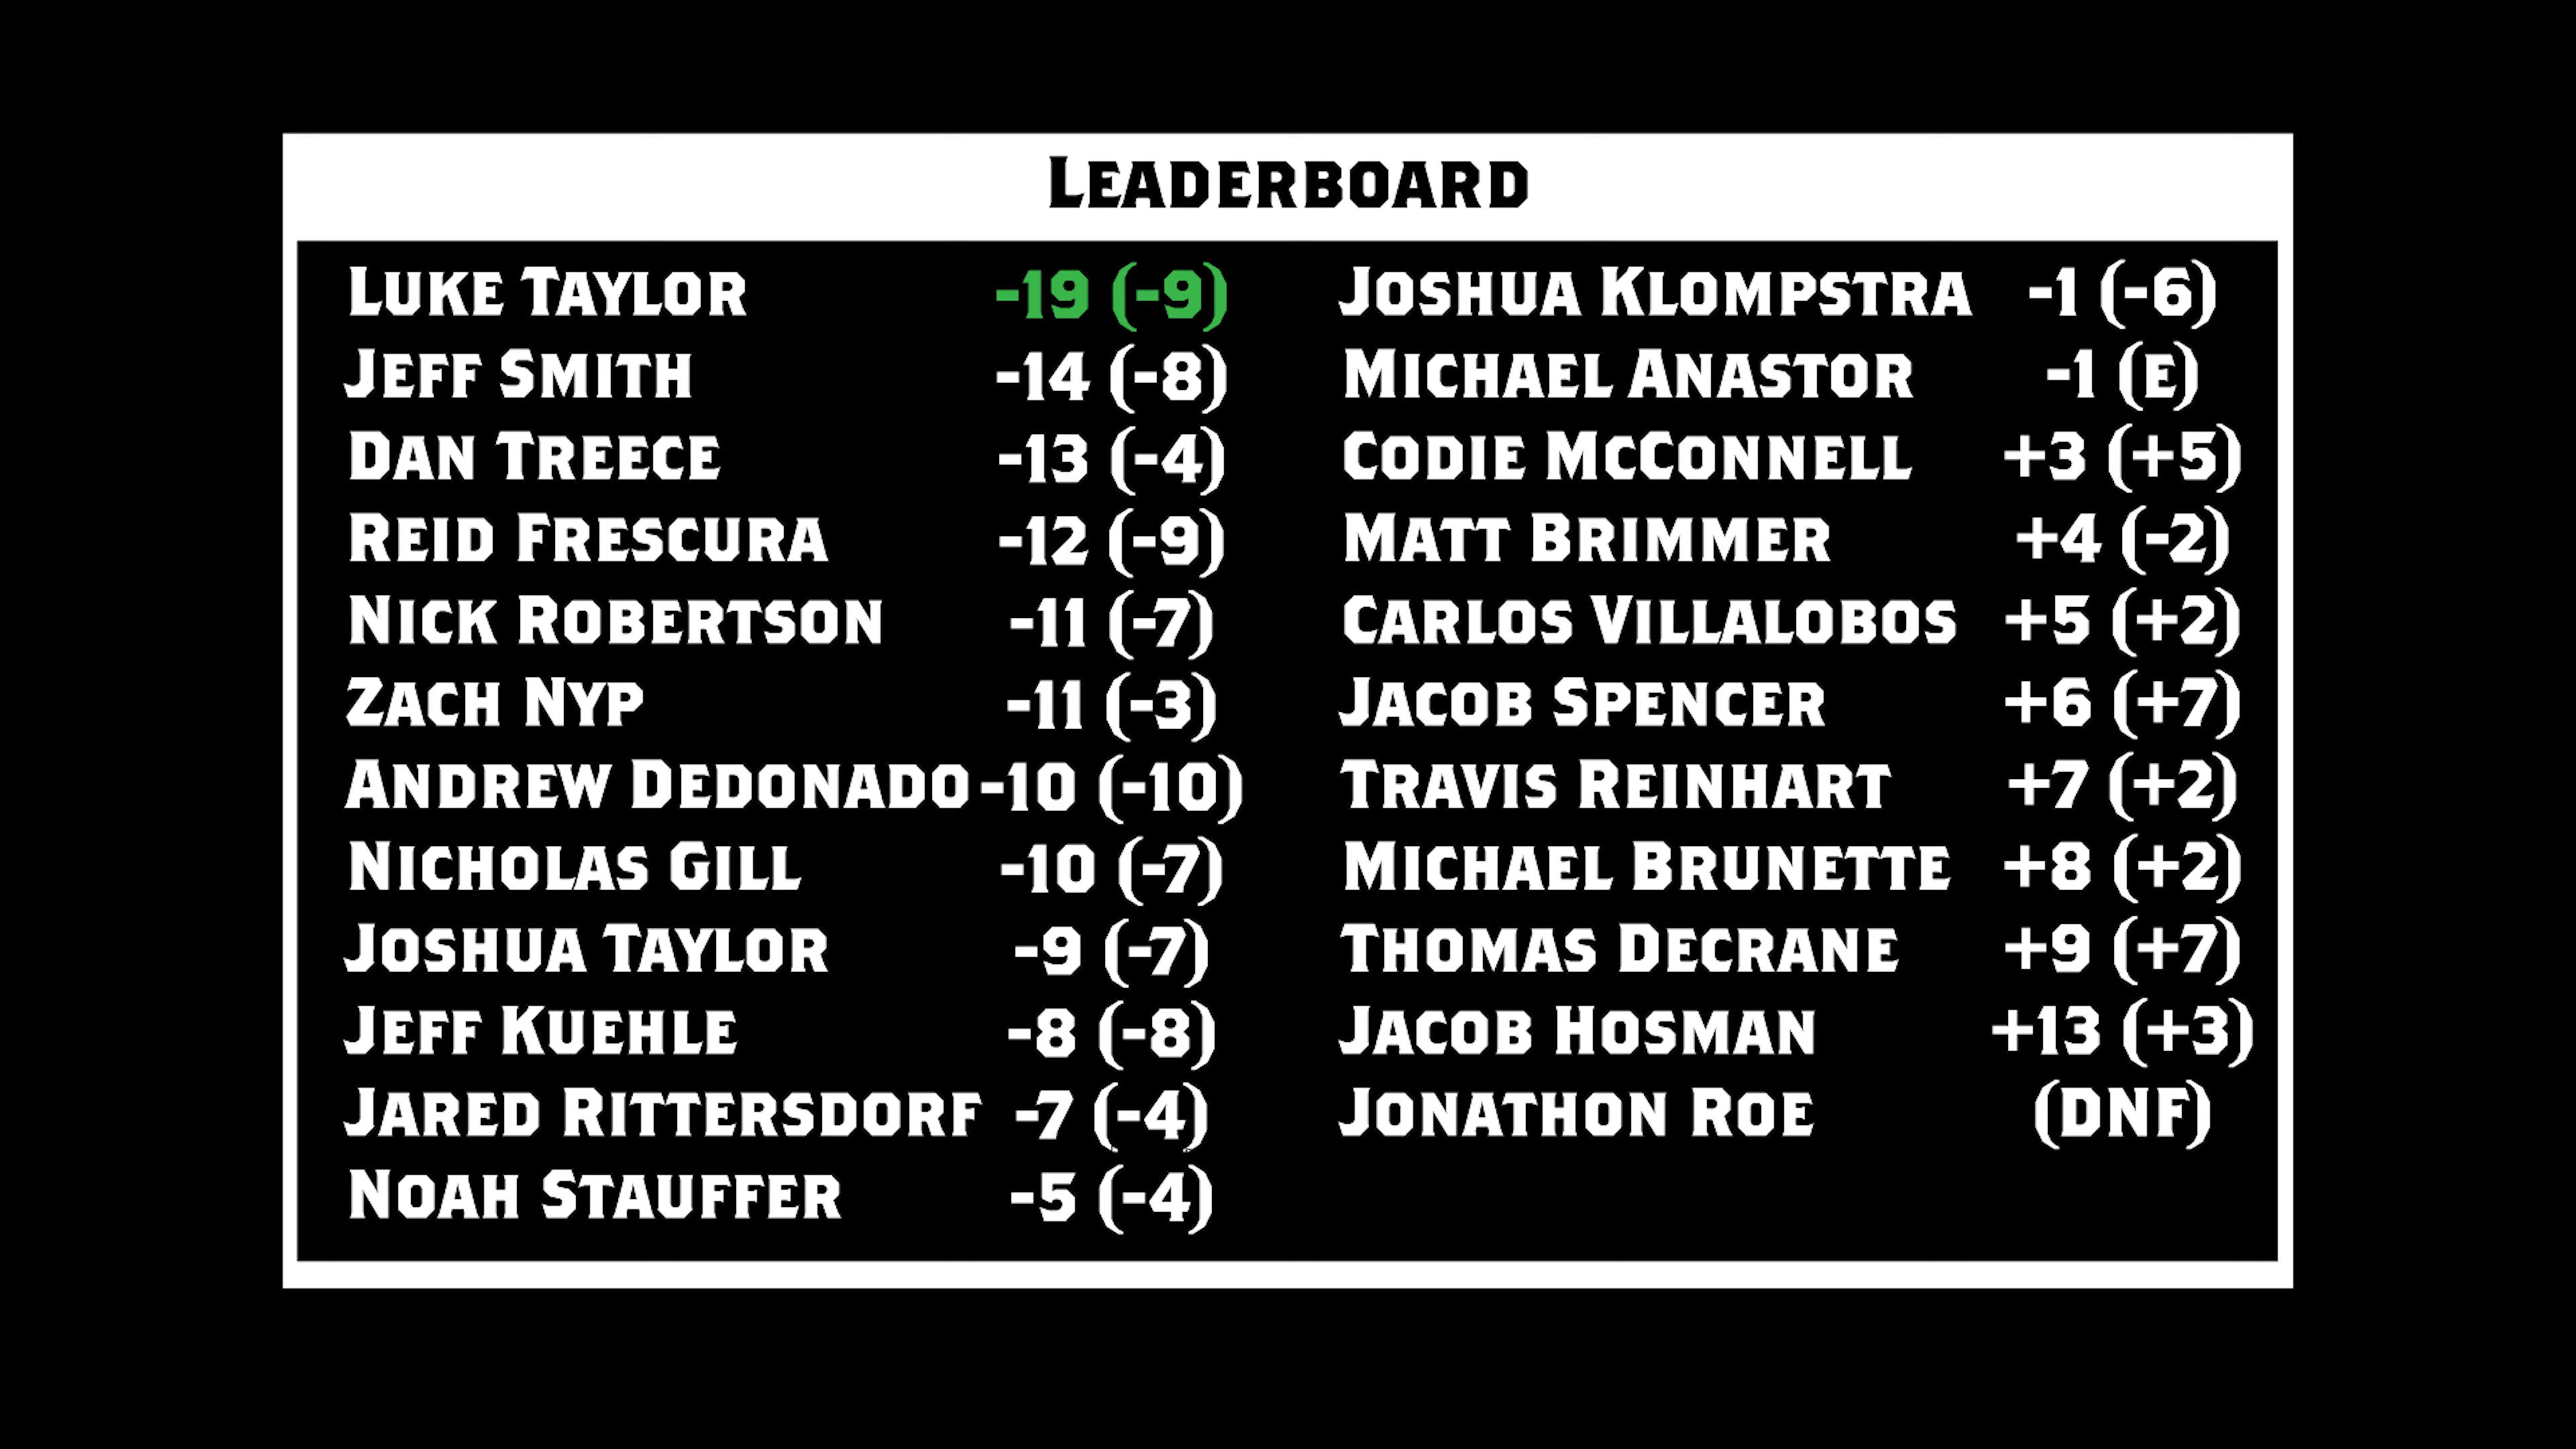 LEADERBOARD
LUKE TAYLOR -19 (-9)
JEFF SMITH -14 (-8)
DAN TREECE -13 (-4)
REID FRESCURA -12 (-9)
NICK ROBERTSON -11 (-7)
ZACH NYP -11 (-3)
ANDREW DEDONADO -10 (-10)
NICHOLAS GILL -10 (-7)
JOSHUA TAYLOR -9 (-7)
JEFF KUEHLE -8 (-8)
JARED RITTERSDORF -7 (-4)
NOAH STAUFFER -5 (-4)
JOSHUA KLOMPSTRA -1 (-6)
MICHAEL ANASTOR -1 (E)
CODIE MCCONNELL +3 (+5)
MATT BRIMMER +4 (-2)
CARLOS VILLALOBOS +5 (+2)
JACOB SPENCER +6 (+7)
TRAVIS REINHART +7 (+2)
MICHAEL BRUNETTE +8 (+2)
THOMAS DECRANE +9 (+7)
JACOB HOSMAN +13 (+3)
JONATHON ROE (DNF)